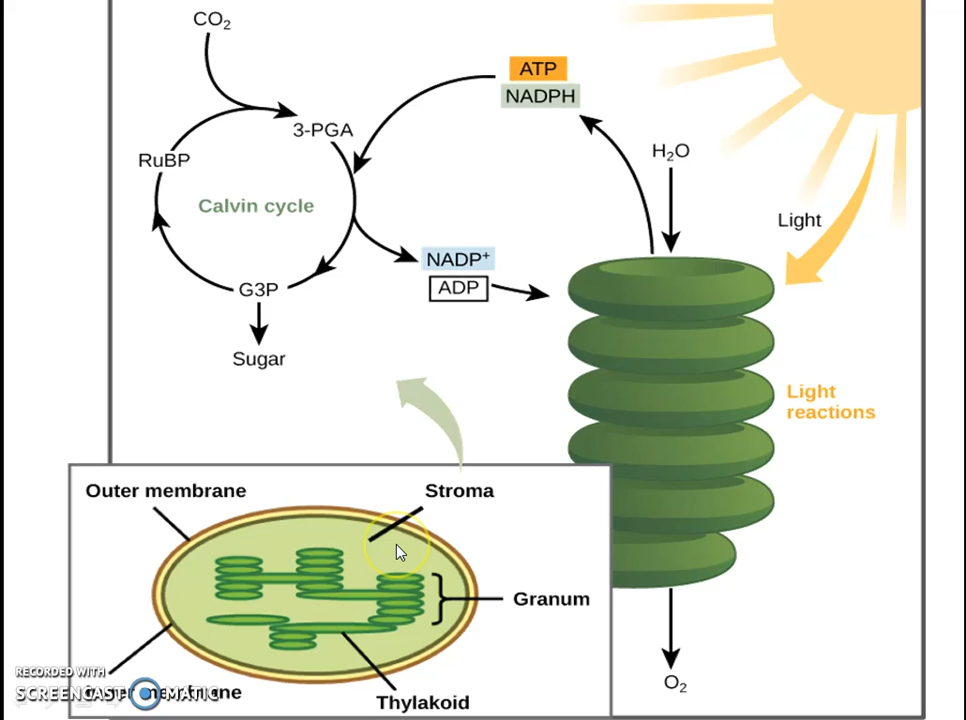 CO₂
ATP
NADPH
3-PGA
H₂O
RuBP
Calvin cycle
Light
NADP⁺
ADP
G3P
Sugar
Light
reactions
Outer membrane
Stroma
Granum
RECORDED WITH
SCREENCAST MATIC
Thylakoid
O₂